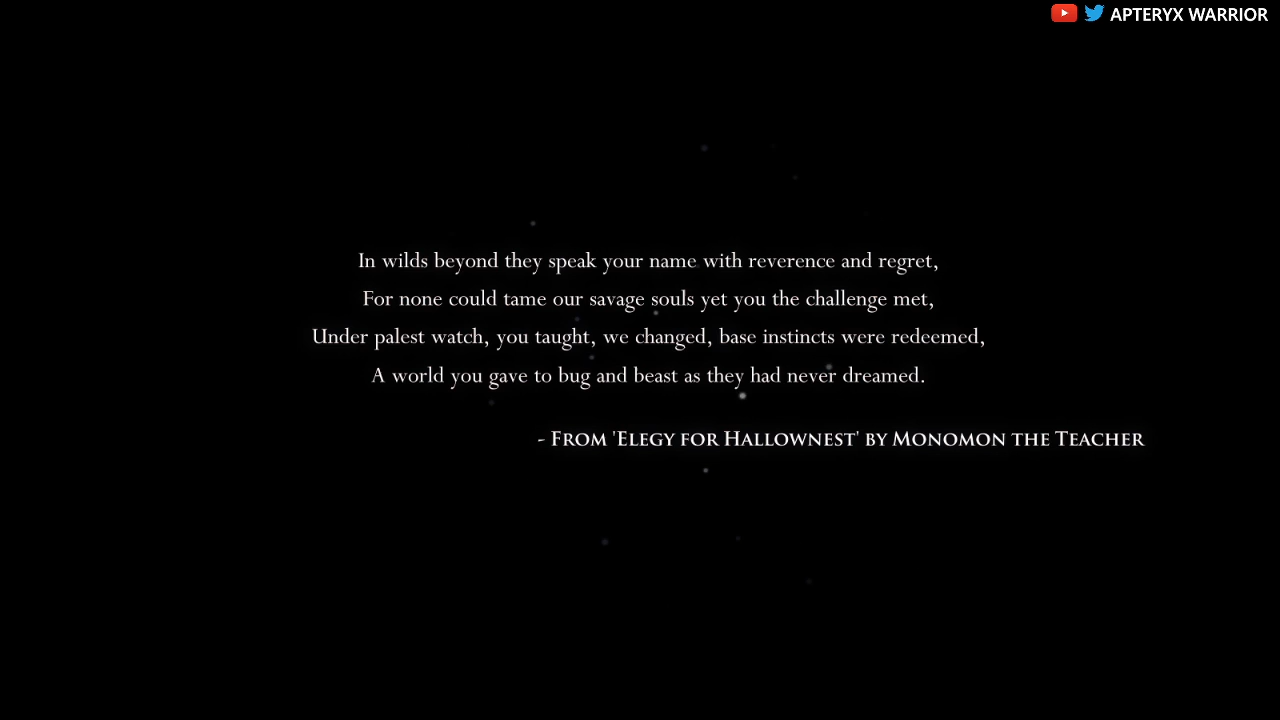 APTERYX WARRIOR
In wilds beyond they speak your name with reverence and regret,
For none could tame our savage souls yet you the challenge met,
Under palest watch, you taught, we changed, base instincts were redeemed,
A world you gave to bug and beast as they had never dreamed.
- From 'Elegy for Hallownest' by Monomon the Teacher